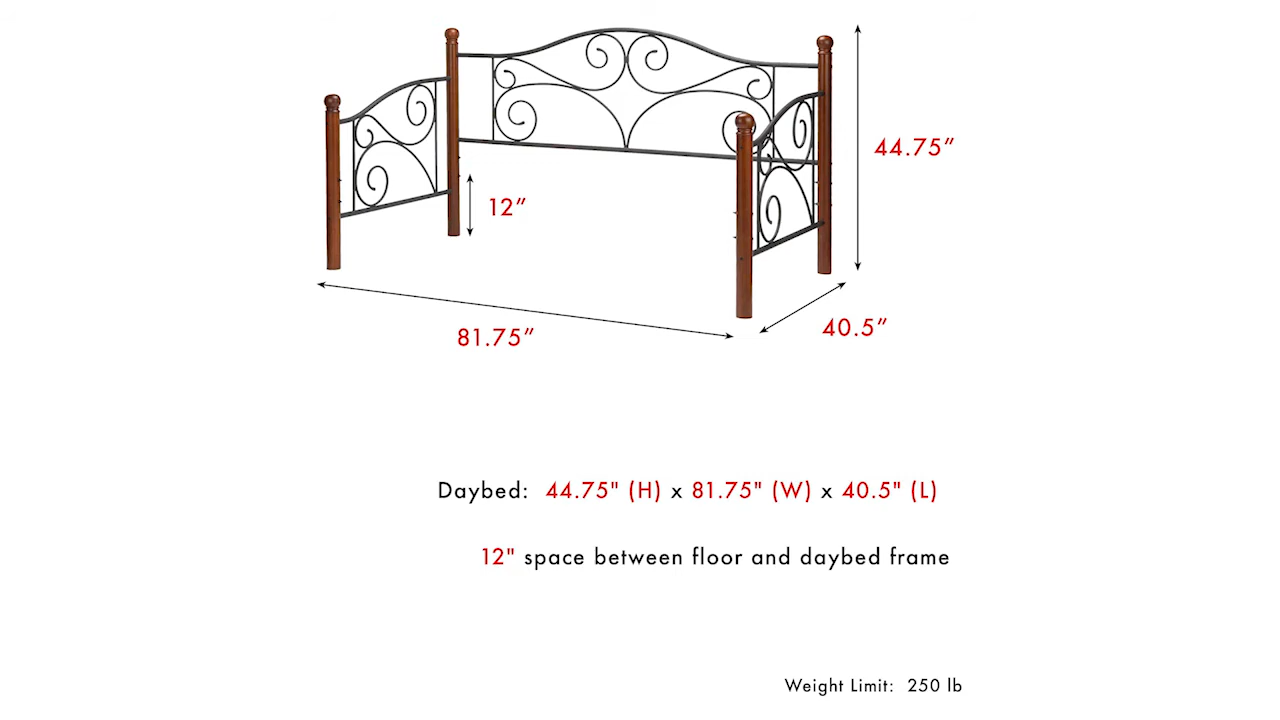 44.75”
12”
40.5”
81.75”
Daybed: 44.75" (H) x 81.75" (W) x 40.5" (L)
12" space between floor and daybed frame
Weight Limit: 250 lb